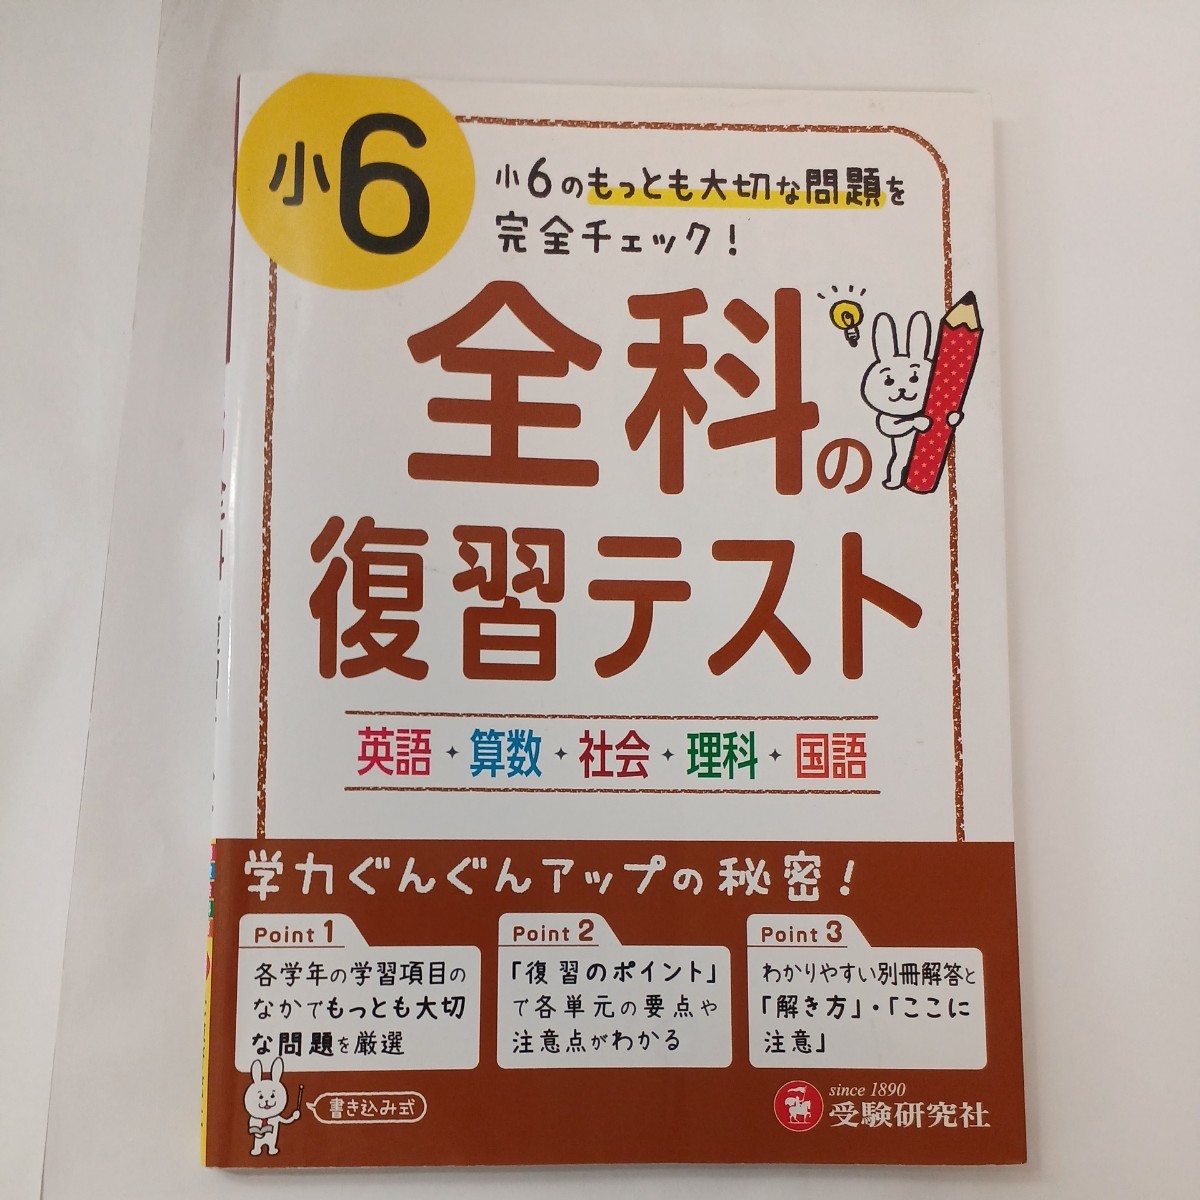 小6
小6のもっとも大切な問題を
完全チェック!
全科の
復習テスト
英語・算数・社会・理科・国語
学力ぐんぐんアップの秘密!
Point 1
各学年の学習項目の
なかでもっとも大切
な問題を厳選
Point 2
「復習のポイント」
で各単元の要点や
注意点がわかる
Point 3
わかりやすい別冊解答と
「解き方」・「ここに
注意」
書き込み式
since 1890
受験研究社